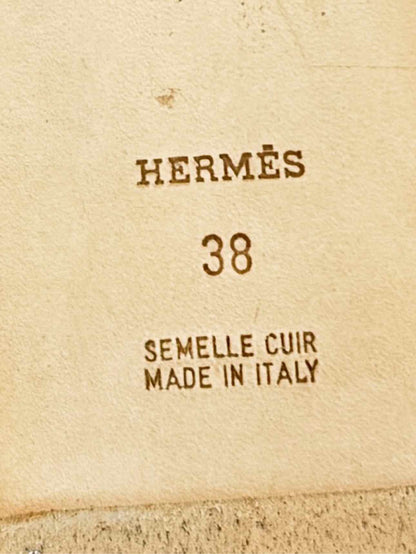 HERMÈS
38
SEMELLE CUIR
MADE IN ITALY